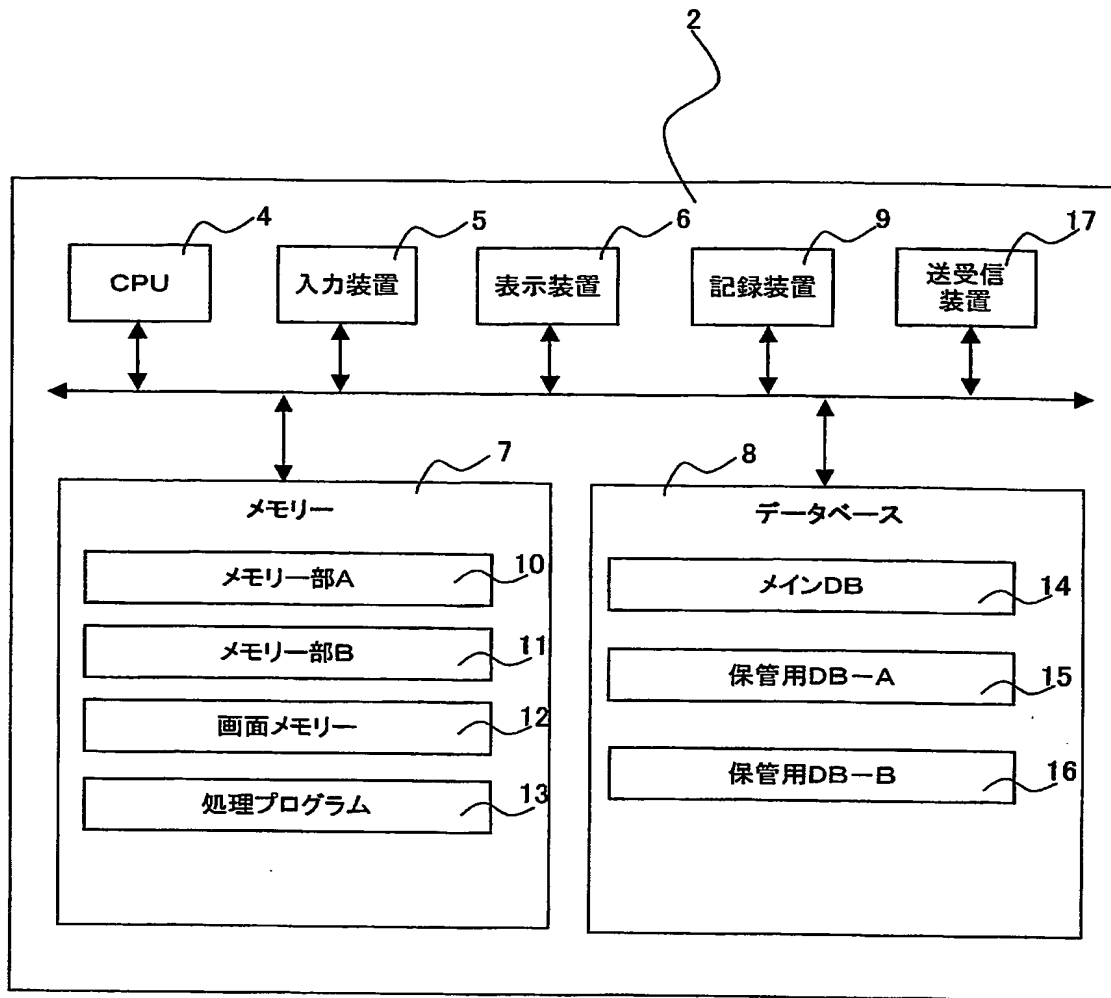 2
4
5
6
9
17
CPU
入力装置
表示装置
記録装置
送受信
装置
7
メモリー
メモリー部A
10
メモリー部B
11
画面メモリー
12
処理プログラム
13
8
データベース
メインDB
14
保管用DB－A
15
保管用DB－B
16